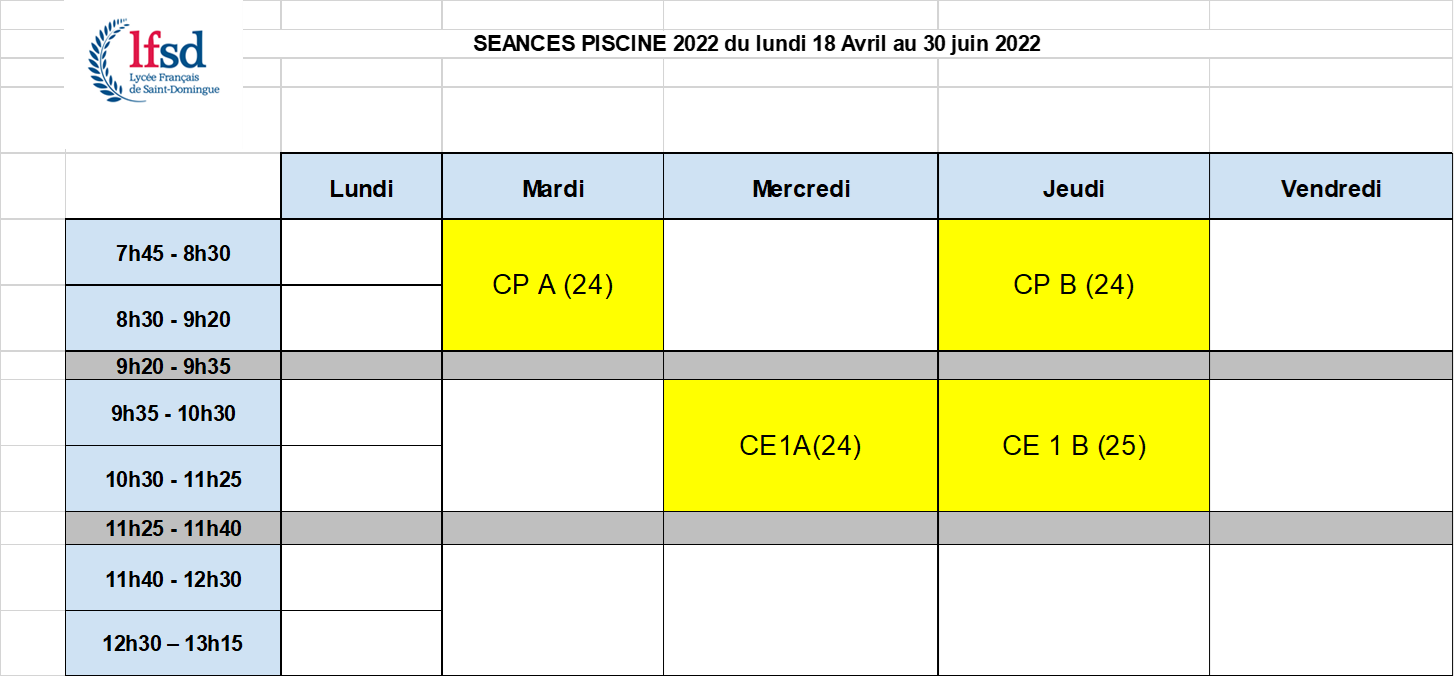 lfsd
Lycée Français
de Saint-Domingue
SEANCES PISCINE 2022 du lundi 18 Avril au 30 juin 2022
Lundi Mardi Mercredi Jeudi Vendredi
7h45 - 8h30
CP A (24) CP B (24)
8h30 - 9h20
9h20 - 9h35
9h35 - 10h30
CE1A(24) CE 1 B (25)
10h30 - 11h25
11h25 - 11h40
11h40 - 12h30
12h30 – 13h15